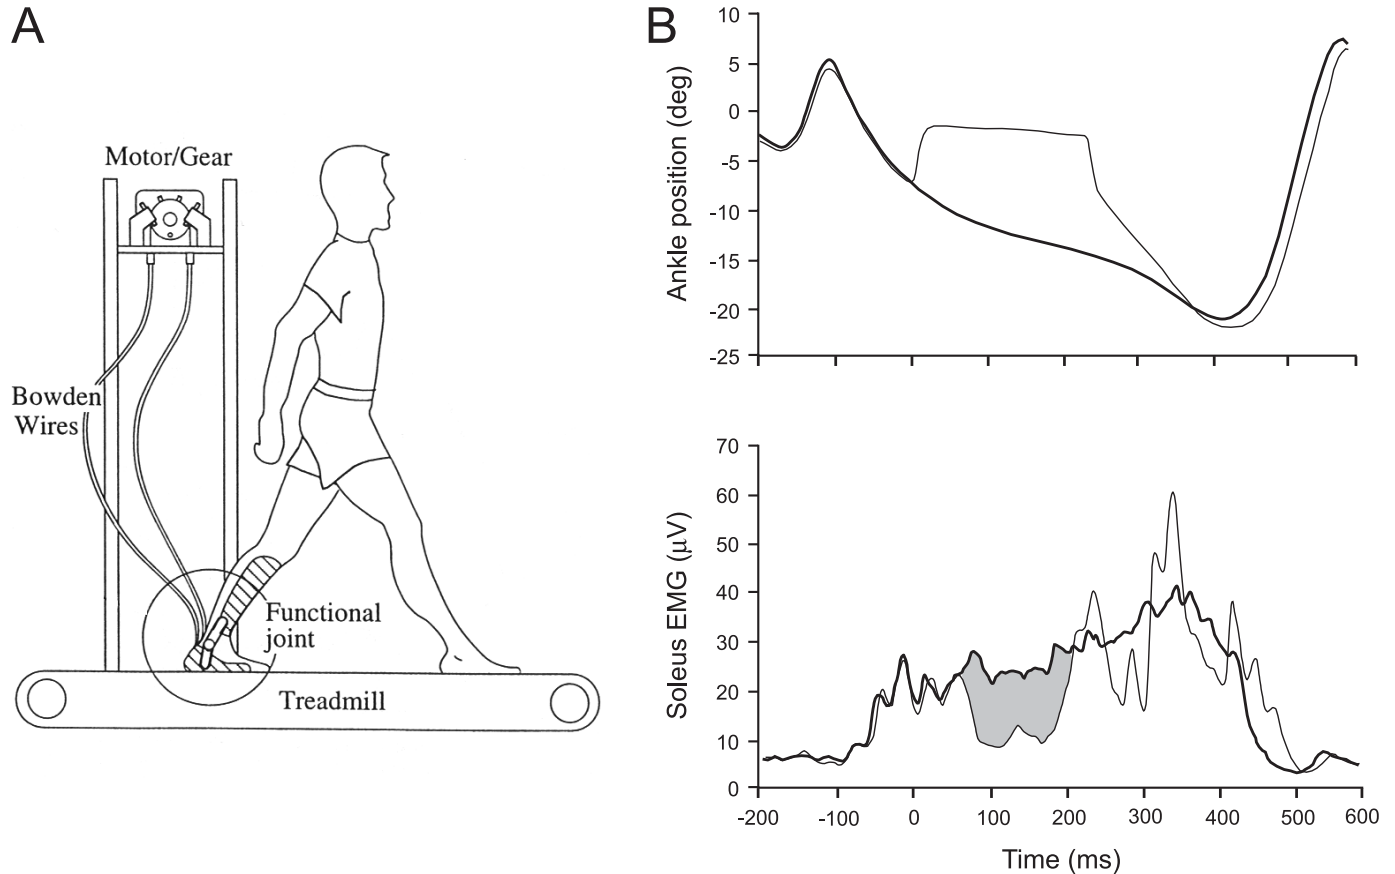 A
Motor/Gear
Bowden
Wires
Functional
joint
Treadmill
B
Ankle position (deg)
10
5
0
-5
-10
-15
-20
-25
Soleus EMG (µV)
70
60
50
40
30
20
10
0
-200 -100 0 100 200 300 400 500 600
Time (ms)